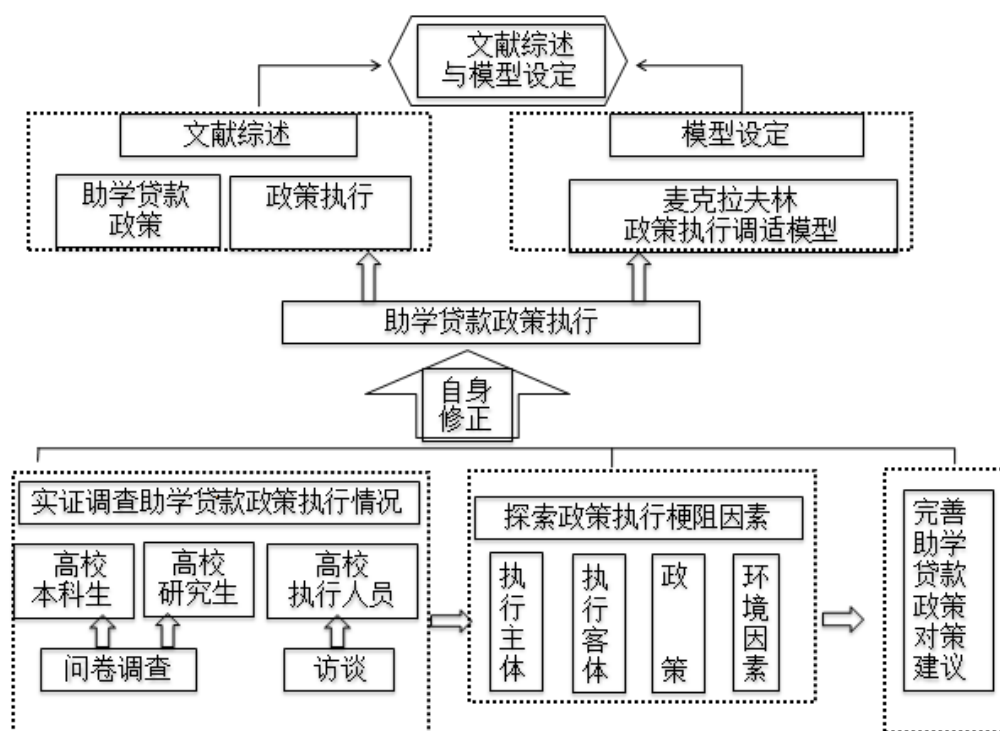 文献综述
与模型设定
文献综述
模型设定
助学贷款
政策
政策执行
麦克拉夫林
政策执行调适模型
助学贷款政策执行
自身
修正
实证调查助学贷款政策执行情况
高校
本科生
高校
研究生
高校
执行人员
问卷调查
访谈
探索政策执行梗阻因素
执行主体
执行客体
政策
环境因素
完善
助学
贷款
政策
对策
建议